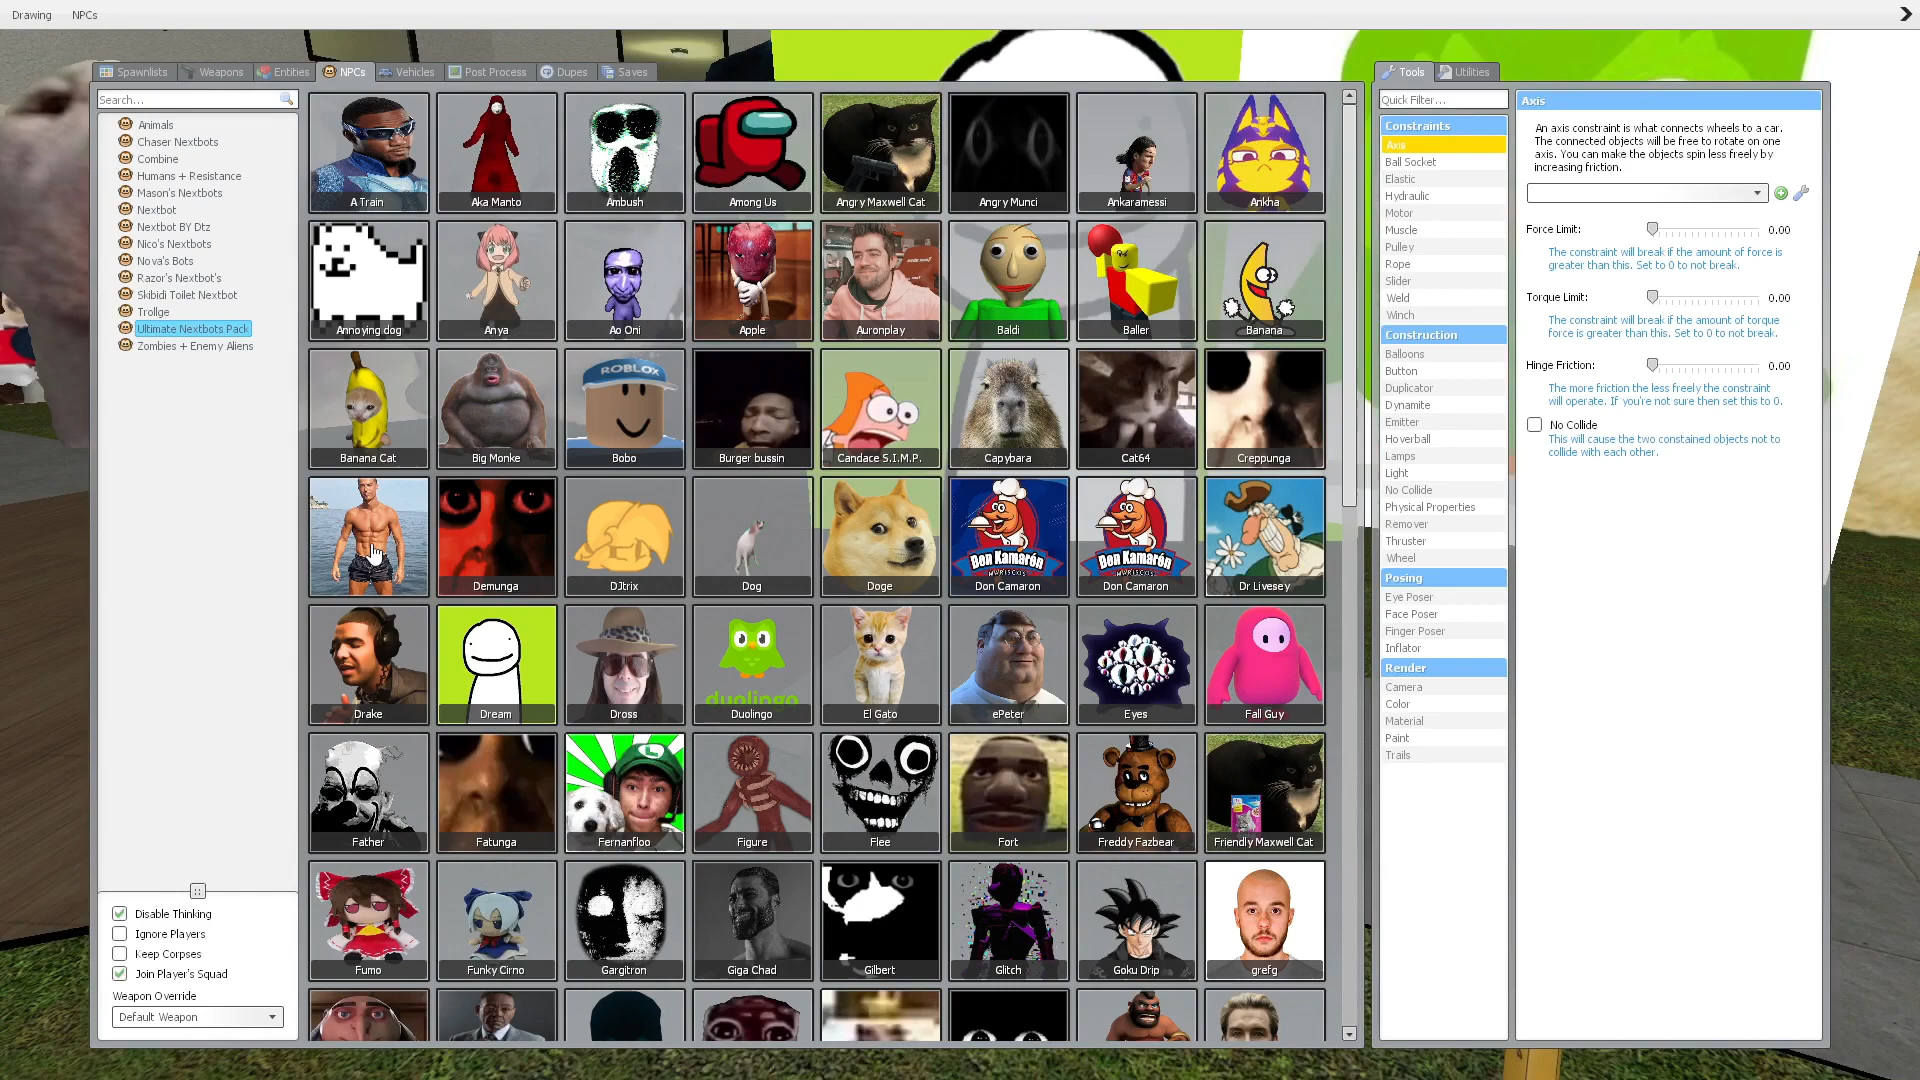 Drawing NPCs
Spawnlists Weapons Entities NPCs Vehicles Post Process Dupes Saves
Search...
Animals
Chaser Nextbots
Combine
Humans + Resistance
Mason's Nextbots
Nextbot
Nextbot BY Dtz
Nico's Nextbots
Nova's Bots
Razor's Nextbot's
Skibidi Toilet Nextbot
Trollge
Ultimate Nextbots Pack
Zombies + Enemy Aliens
Disable Thinking
Ignore Players
Keep Corpses
Join Player's Squad
Weapon Override
Default Weapon
A Train Aka Manto Ambush Among Us Angry Maxwell Cat Angry Munci Ankaramessi Ankha
Annoying dog Anya Ao Oni Apple Auronplay Baldi Baller Banana
ROBLOX
Banana Cat Big Monke Bobo Burger bussin Candace S.I.M.P. Capybara Cat64 Creppunga
Don Kamarón
MWRISCXS
Don Kamarón
MWRISCXS
Demunga DJtrix Dog Doge Don Camaron Don Camaron Dr Livesey
duolingo
Drake Dream Dross Duolingo El Gato ePeter Eyes Fall Guy
L
Father Fatunga Fernanfloo Figure Flee Fort Freddy Fazbear Friendly Maxwell Cat
Fumo Funky Cirno Gargitron Giga Chad Gilbert Glitch Goku Drip grefg
Tools Utilities
Quick Filter...
Constraints
Axis
Ball Socket
Elastic
Hydraulic
Motor
Muscle
Pulley
Rope
Slider
Weld
Winch
Construction
Balloons
Button
Duplicator
Dynamite
Emitter
Hoverball
Lamps
Light
No Collide
Physical Properties
Remover
Thruster
Wheel
Posing
Eye Poser
Face Poser
Finger Poser
Inflator
Render
Camera
Color
Material
Paint
Trails
Axis
An axis constraint is what connects wheels to a car.
The connected objects will be free to rotate on one
axis. You can make the objects spin less freely by
increasing friction.
Force Limit: 0.00
The constraint will break if the amount of force is
greater than this. Set to 0 to not break.
Torque Limit: 0.00
The constraint will break if the amount of torque
force is greater than this. Set to 0 to not break.
Hinge Friction: 0.00
The more friction the less freely the constraint
will operate. If you're not sure then set this to 0.
No Collide
This will cause the two constained objects not to
collide with each other.